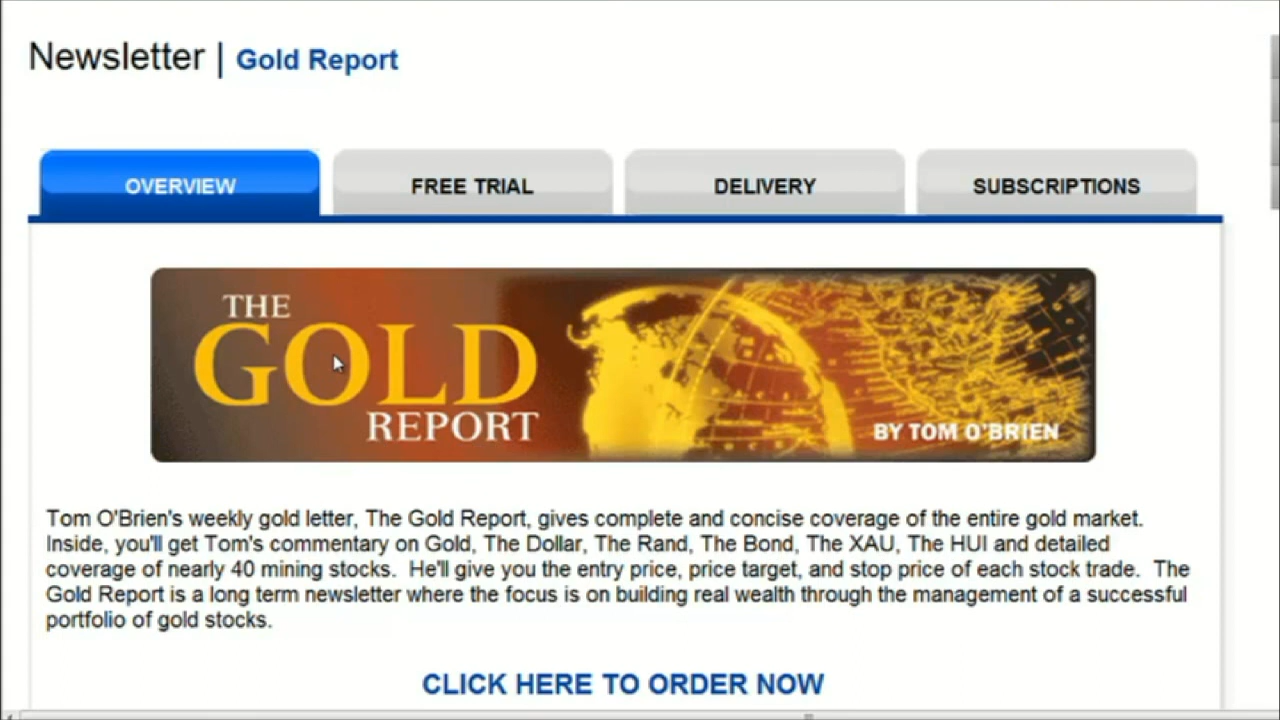 Newsletter | Gold Report
OVERVIEW
FREE TRIAL
DELIVERY
SUBSCRIPTIONS
THE
GOLD
REPORT
BY TOM O'BRIEN
Tom O'Brien's weekly gold letter, The Gold Report, gives complete and concise coverage of the entire gold market.
Inside, you'll get Tom's commentary on Gold, The Dollar, The Rand, The Bond, The XAU, The HUI and detailed
coverage of nearly 40 mining stocks.  He'll give you the entry price, price target, and stop price of each stock trade.  The
Gold Report is a long term newsletter where the focus is on building real wealth through the management of a successful
portfolio of gold stocks.
CLICK HERE TO ORDER NOW